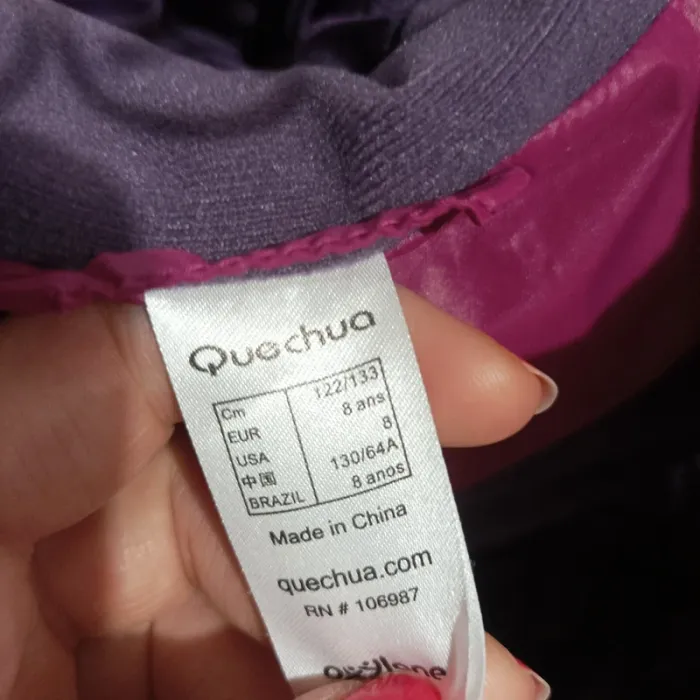 Quechua
Cm 122/133
EUR 8 ans
USA 8
中国 130/64A
BRAZIL 8 anos
Made in China
quechua.com
RN # 106987
oxylane